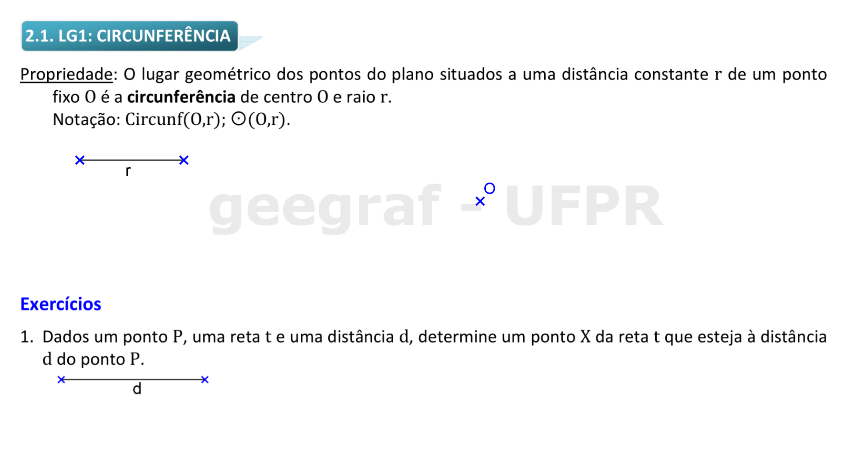 2.1. LG1: CIRCUNFERÊNCIA
Propriedade: O lugar geométrico dos pontos do plano situados a uma distância constante r de um ponto
fixo O é a circunferência de centro O e raio r.
Notação: Circunf(O,r); ⊙(O,r).
r
O
geegraf - UFPR
Exercícios
1. Dados um ponto P, uma reta t e uma distância d, determine um ponto X da reta t que esteja à distância
d do ponto P.
d